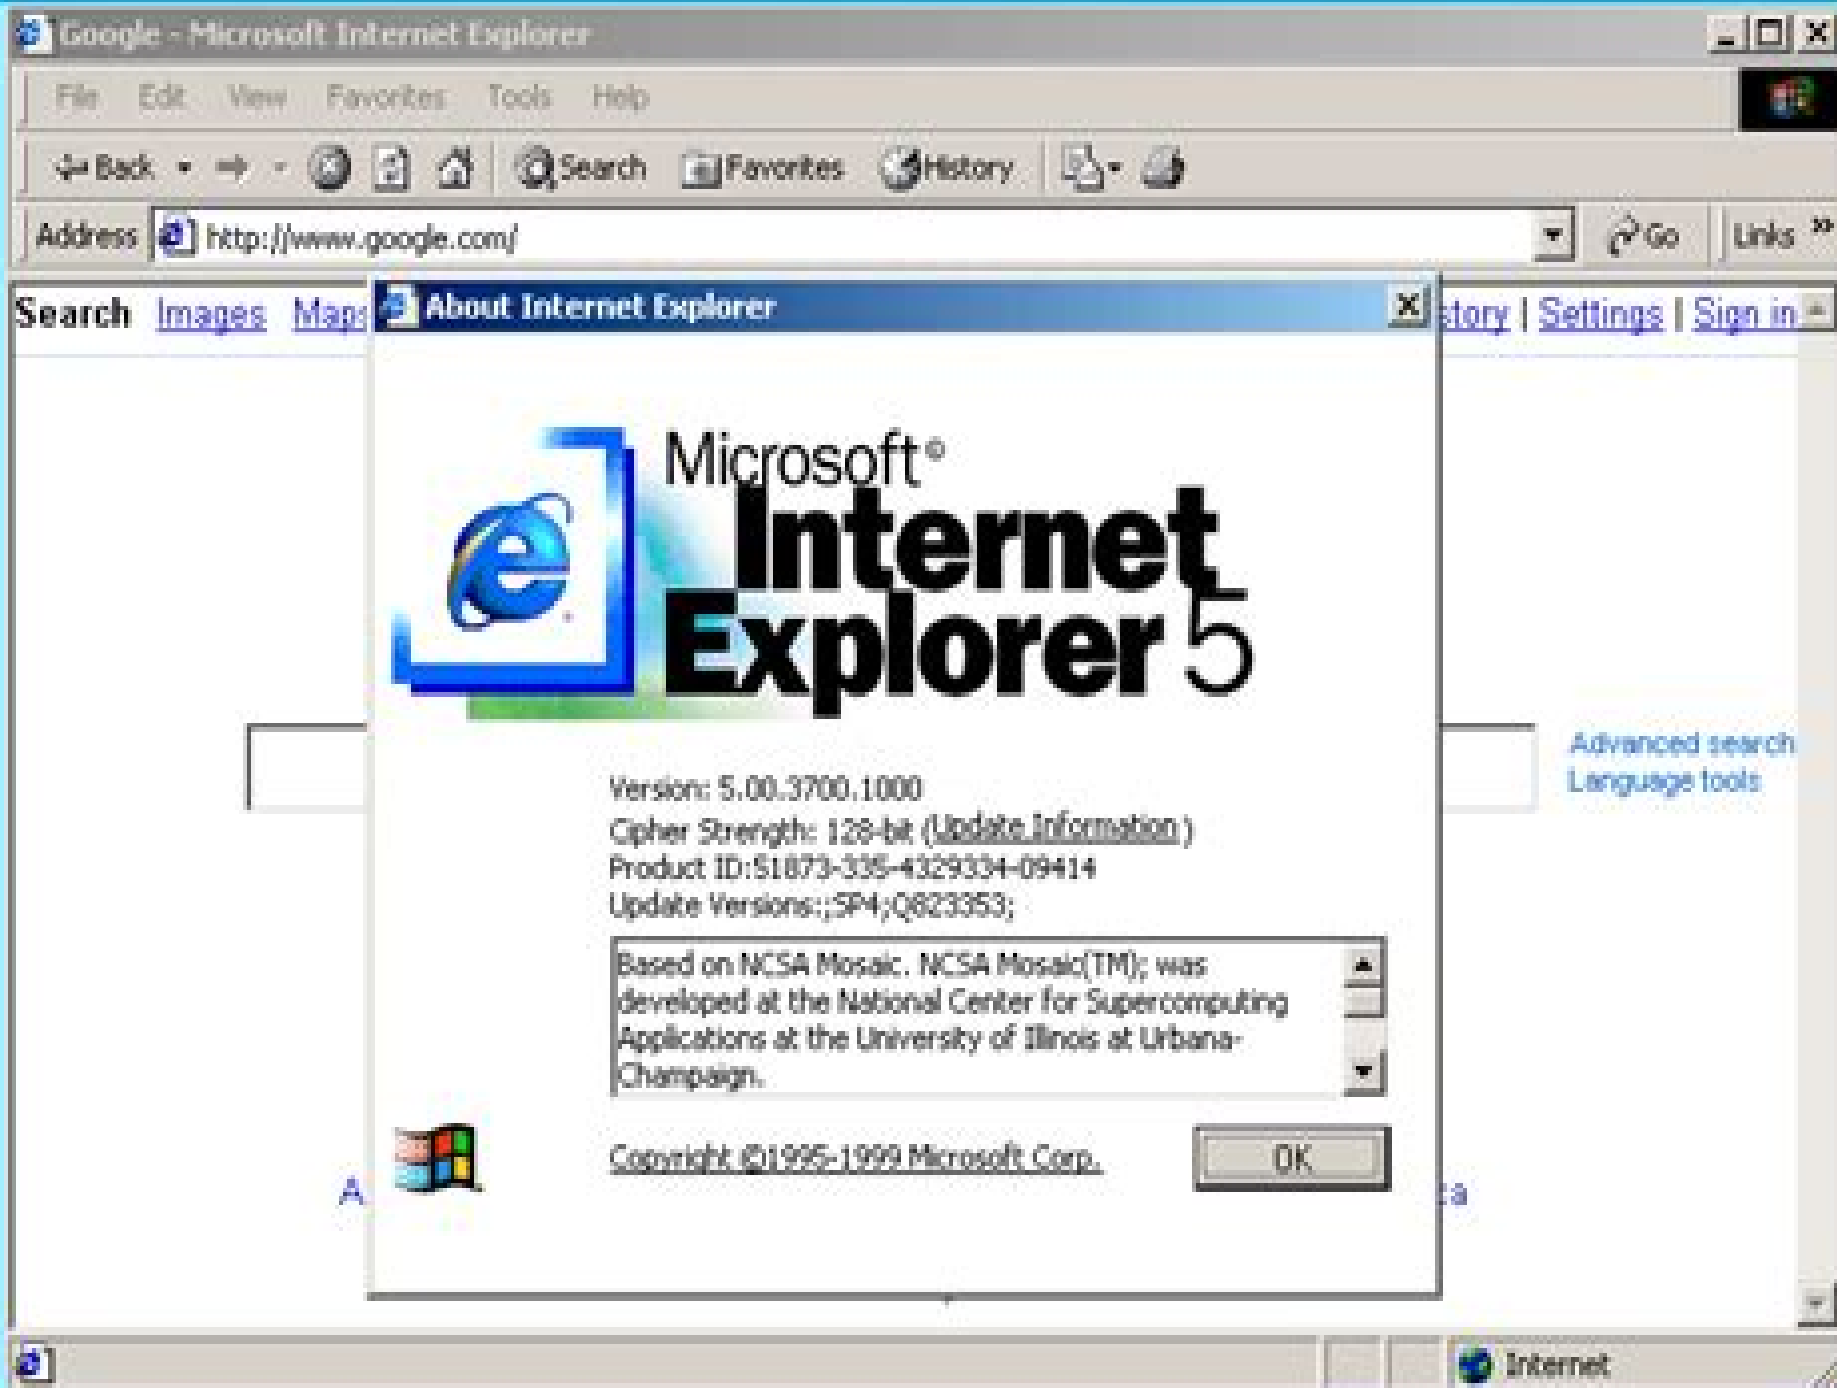 Google - Microsoft Internet Explorer
File Edit View Favorites Tools Help
Back Search Favorites History
Address http://www.google.com/ Go Links »
Search Images Maps
story | Settings | Sign in
About Internet Explorer
Microsoft©
Internet
Explorer 5
Advanced search
Language tools
Version: 5.00.3700.1000
Cipher Strength: 128-bit (Update Information)
Product ID:51873-335-4329334-09414
Update Versions:;SP4;Q823353;
Based on NCSA Mosaic. NCSA Mosaic(TM); was
developed at the National Center for Supercomputing
Applications at the University of Illinois at Urbana-
Champaign.
Copyright ©1995-1999 Microsoft Corp.
OK
A
Internet